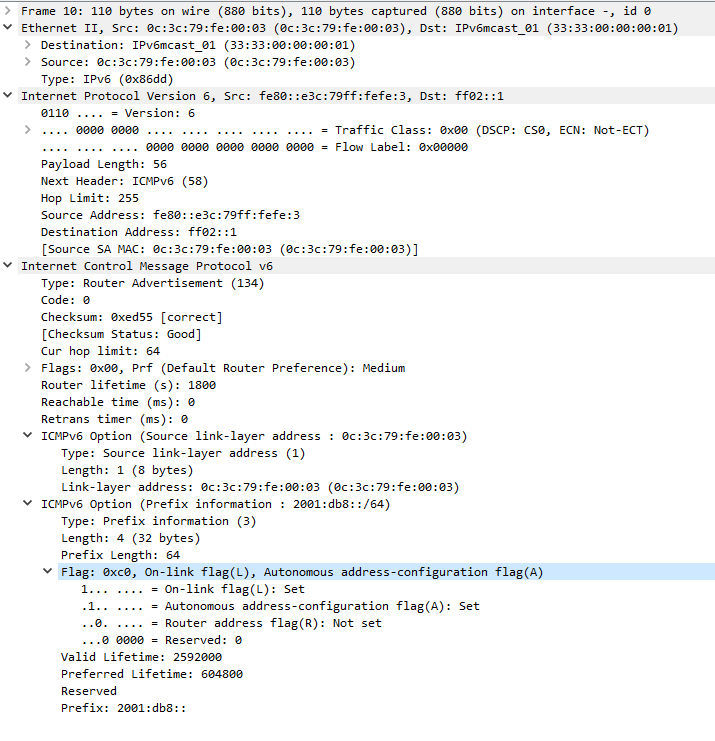 Frame 10: 110 bytes on wire (880 bits), 110 bytes captured (880 bits) on interface -, id 0
Ethernet II, Src: 0c:3c:79:fe:00:03 (0c:3c:79:fe:00:03), Dst: IPv6mcast_01 (33:33:00:00:00:01)
Destination: IPv6mcast_01 (33:33:00:00:00:01)
Source: 0c:3c:79:fe:00:03 (0c:3c:79:fe:00:03)
Type: IPv6 (0x86dd)
Internet Protocol Version 6, Src: fe80::e3c:79ff:fefe:3, Dst: ff02::1
0110 .... = Version: 6
.... 0000 0000 .... .... .... .... .... = Traffic Class: 0x00 (DSCP: CS0, ECN: Not-ECT)
.... .... .... 0000 0000 0000 0000 0000 = Flow Label: 0x00000
Payload Length: 56
Next Header: ICMPv6 (58)
Hop Limit: 255
Source Address: fe80::e3c:79ff:fefe:3
Destination Address: ff02::1
[Source SA MAC: 0c:3c:79:fe:00:03 (0c:3c:79:fe:00:03)]
Internet Control Message Protocol v6
Type: Router Advertisement (134)
Code: 0
Checksum: 0xed55 [correct]
[Checksum Status: Good]
Cur hop limit: 64
Flags: 0x00, Prf (Default Router Preference): Medium
Router lifetime (s): 1800
Reachable time (ms): 0
Retrans timer (ms): 0
ICMPv6 Option (Source link-layer address : 0c:3c:79:fe:00:03)
Type: Source link-layer address (1)
Length: 1 (8 bytes)
Link-layer address: 0c:3c:79:fe:00:03 (0c:3c:79:fe:00:03)
ICMPv6 Option (Prefix information : 2001:db8::/64)
Type: Prefix information (3)
Length: 4 (32 bytes)
Prefix Length: 64
Flag: 0xc0, On-link flag(L), Autonomous address-configuration flag(A)
1... .... = On-link flag(L): Set
.1.. .... = Autonomous address-configuration flag(A): Set
..0. .... = Router address flag(R): Not set
...0 0000 = Reserved: 0
Valid Lifetime: 2592000
Preferred Lifetime: 604800
Reserved
Prefix: 2001:db8::